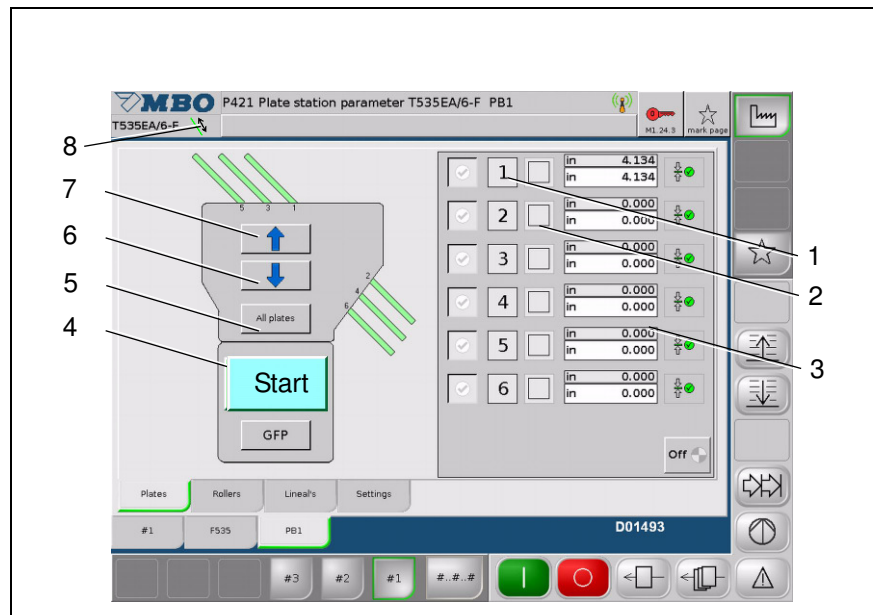 MBO P421 Plate station parameter T535EA/6-F PB1
T535EA/6-F
M1.24.3
mark page
8
7
6
5
4
5 3 1
2
4
6
All plates
Start
GFP
1 in 4.134
in 4.134
2 in 0.000
in 0.000
3 in 0.000
in 0.000
4 in 0.000
in 0.000
5 in 0.000
in 0.000
6 in 0.000
in 0.000
Off
1
2
3
Plates Rollers Lineal's Settings
#1 F535 PB1 D01493
#3 #2 #1 #..#..#